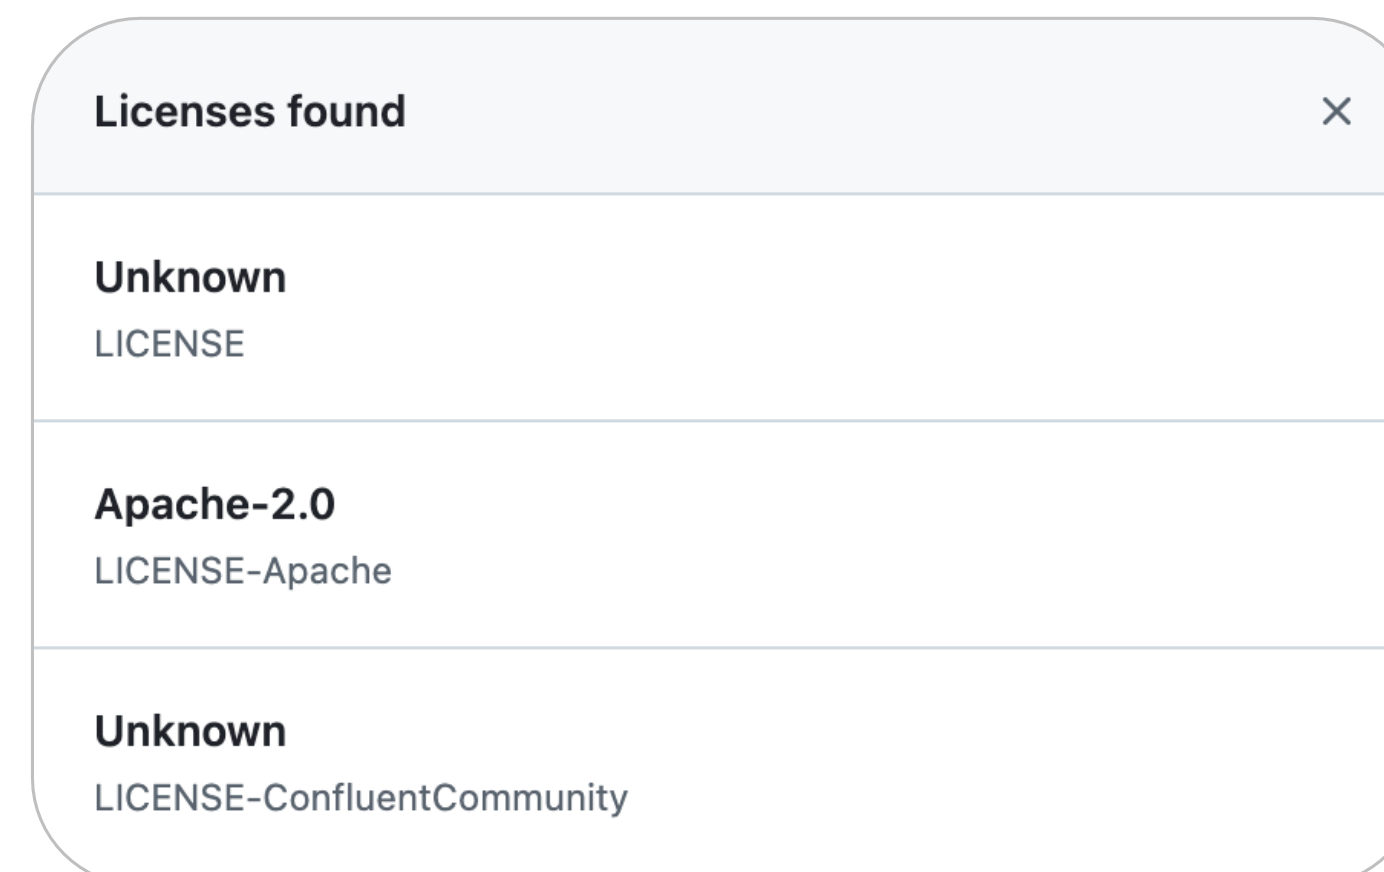 Licenses found
Unknown
LICENSE
Apache-2.0
LICENSE-Apache
Unknown
LICENSE-ConfluentCommunity